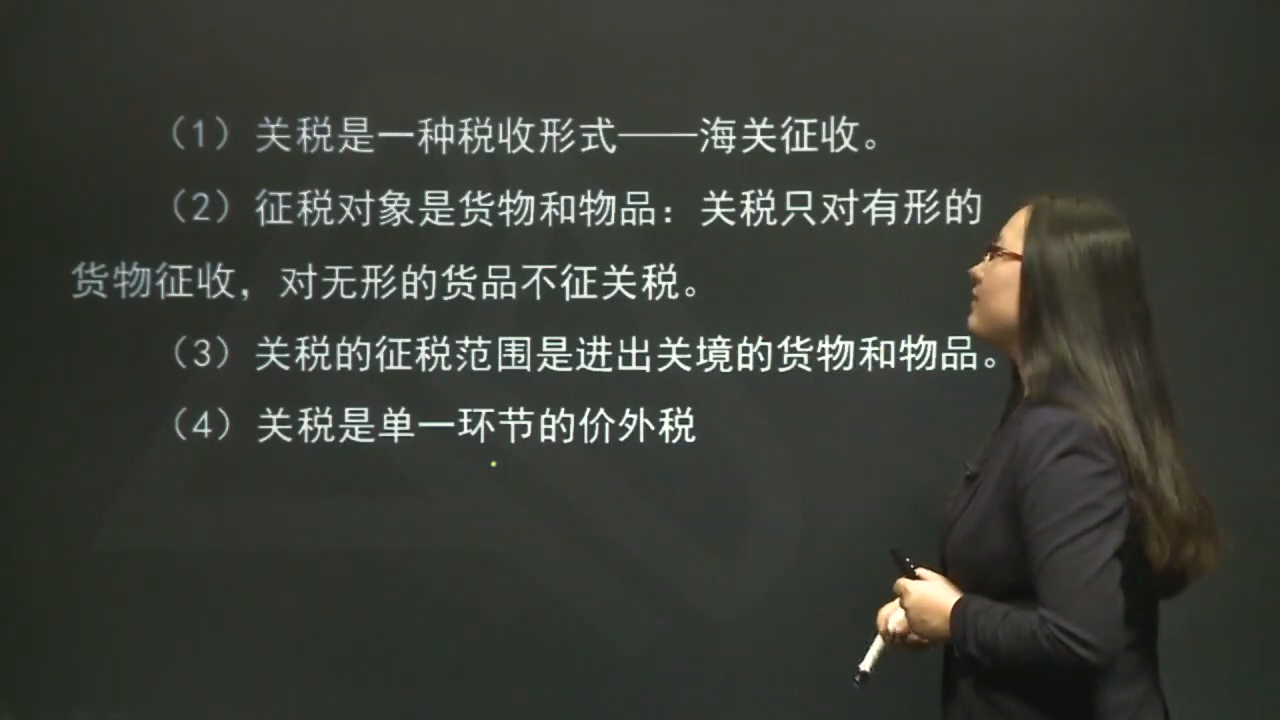 （1）关税是一种税收形式——海关征收。
（2）征税对象是货物和物品：关税只对有形的
货物征收，对无形的货品不征关税。
（3）关税的征税范围是进出关境的货物和物品。
（4）关税是单一环节的价外税